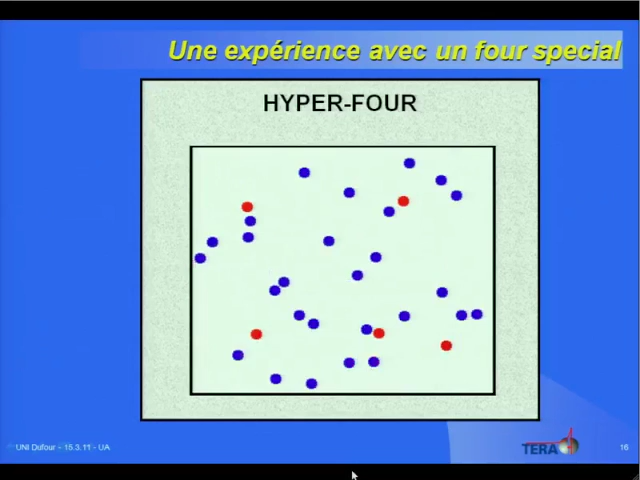 Une expérience avec un four special
HYPER-FOUR
UNI Dufour - 15.3.11 - UA
TERA
16